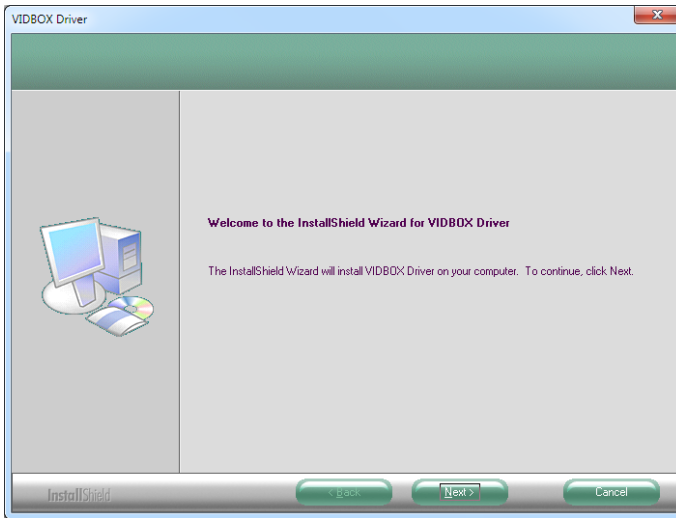 VIDBOX Driver
Welcome to the InstallShield Wizard for VIDBOX Driver
The InstallShield Wizard will install VIDBOX Driver on your computer. To continue, click Next.
InstallShield
< Back
Next >
Cancel